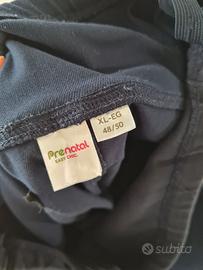 Prenatal
EASY CHIC
XL-EG
48/50
subito